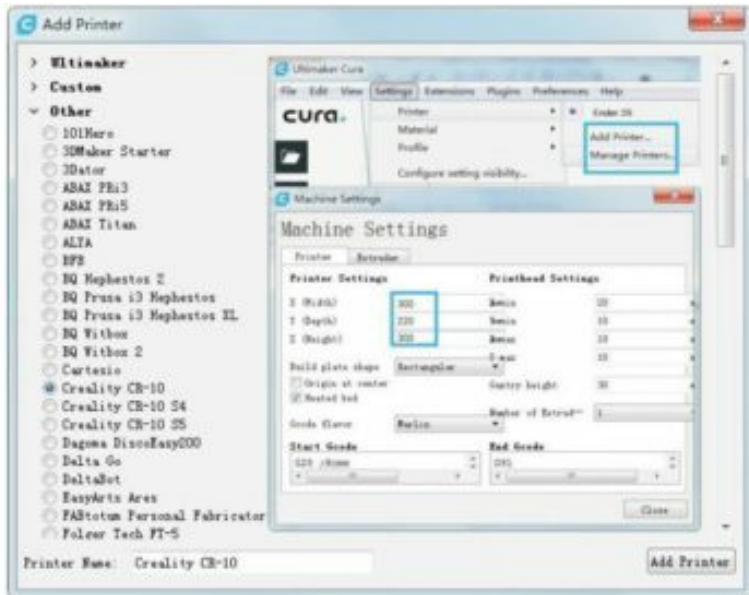 Add Printer
Ultimaker
Custom
Other
101Hero
3DMaker Starter
3Dator
ABAX PRi3
ABAX PRi5
ABAX Titan
ALYA
BFB
BQ Hephestos 2
BQ Prusa i3 Hephestos
BQ Prusa i3 Hephestos XL
BQ Witbox
BQ Witbox 2
Cartesio
Creality CR-10
Creality CR-10 S4
Creality CR-10 S5
Dagoma DiscoEasy200
Delta Go
DeltaBot
EasyArts Ares
FABtotum Personal Fabricator
Folger Tech FT-5
Printer Name: Creality CR-10
Add Printer
Ultimaker Cura
File Edit View Settings Extensions Plugins Preferences Help
cura.
Printer
Material
Profile
Configure setting visibility...
Add Printer...
Manage Printers...
Machine Settings
Machine Settings
Printer Extruder
Printer Settings Printhead Settings
X (Width) 300
Y (Depth) 220
Z (Height) 300
Build plate shape Rectangular
Origin at center
Heated bed
Gantry height 30
Gcode flavor Marlin
Start Gcode End Gcode
Close